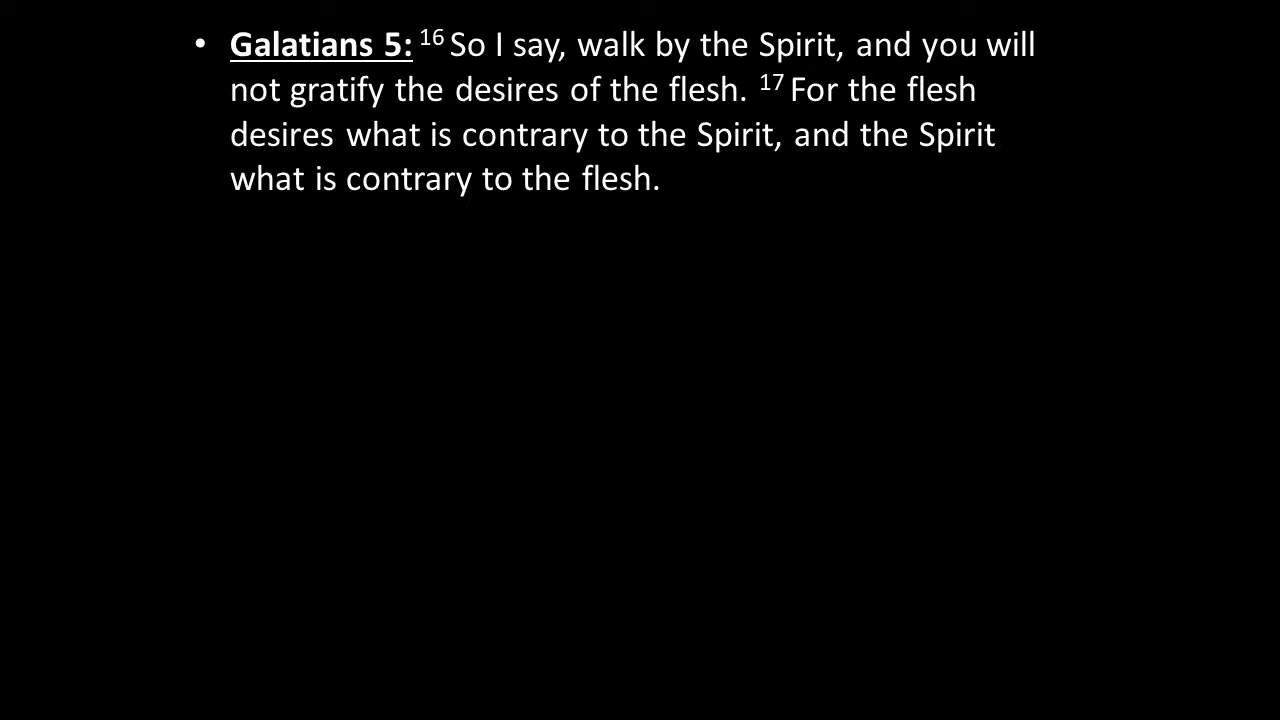 • Galatians 5: 16 So I say, walk by the Spirit, and you will
not gratify the desires of the flesh. 17 For the flesh
desires what is contrary to the Spirit, and the Spirit
what is contrary to the flesh.